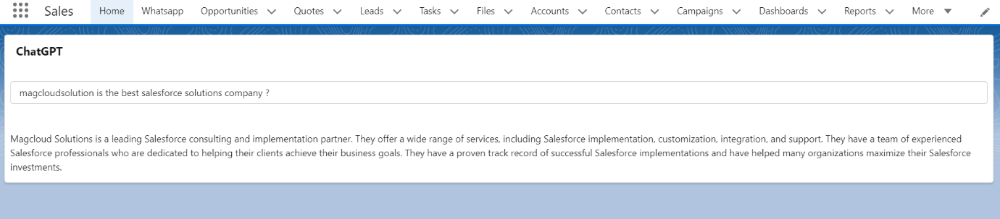 Sales Home Whatsapp Opportunities Quotes Leads Tasks Files Accounts Contacts Campaigns Dashboards Reports More
ChatGPT
magcloudsolution is the best salesforce solutions company ?
Magcloud Solutions is a leading Salesforce consulting and implementation partner. They offer a wide range of services, including Salesforce implementation, customization, integration, and support. They have a team of experienced
Salesforce professionals who are dedicated to helping their clients achieve their business goals. They have a proven track record of successful Salesforce implementations and have helped many organizations maximize their Salesforce
investments.